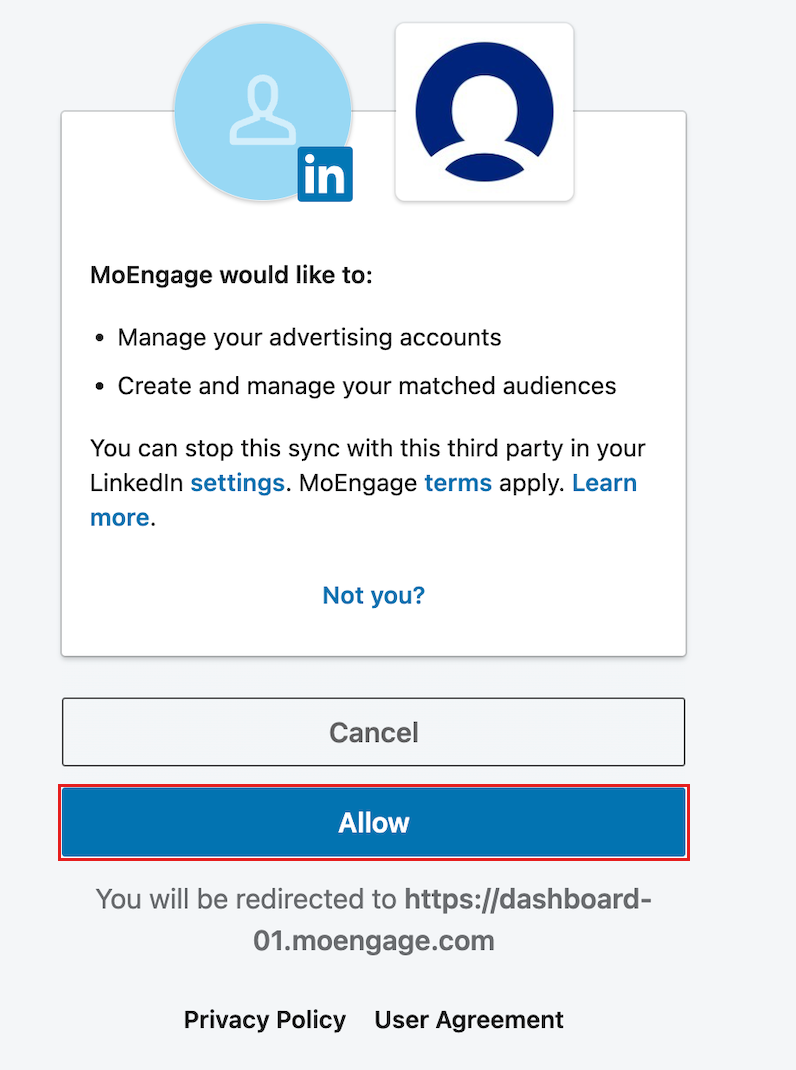 in
MoEngage would like to:
• Manage your advertising accounts
• Create and manage your matched audiences
You can stop this sync with this third party in your
LinkedIn settings. MoEngage terms apply. Learn
more.
Not you?
Cancel
Allow
You will be redirected to https://dashboard-
01.moengage.com
Privacy Policy User Agreement